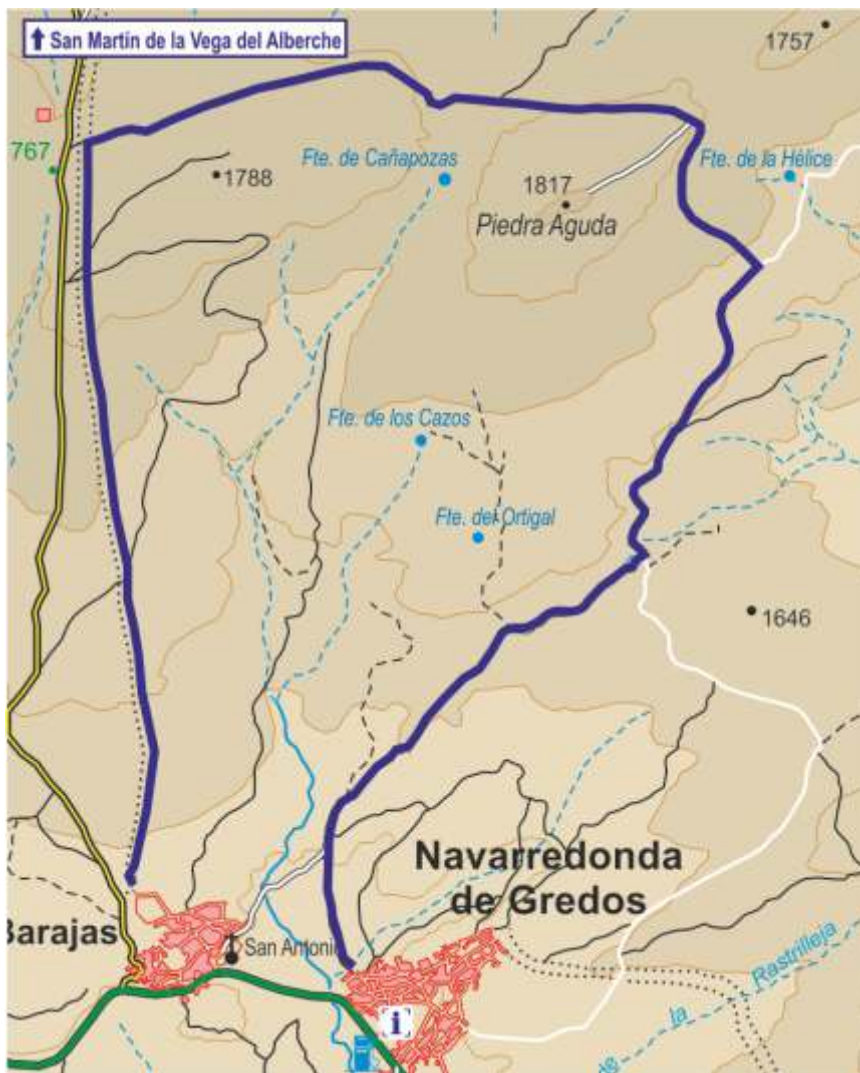 San Martín de la Vega del Alberche
1757
767
1788
Fte. de Cañapozas
Fte. de la Hélice
1817
Piedra Aguda
Fte. de los Cazos
Fte. del Ortigal
1646
Navarredonda
de Gredos
Barajas
San Antonio
i
de la Rastrilleja